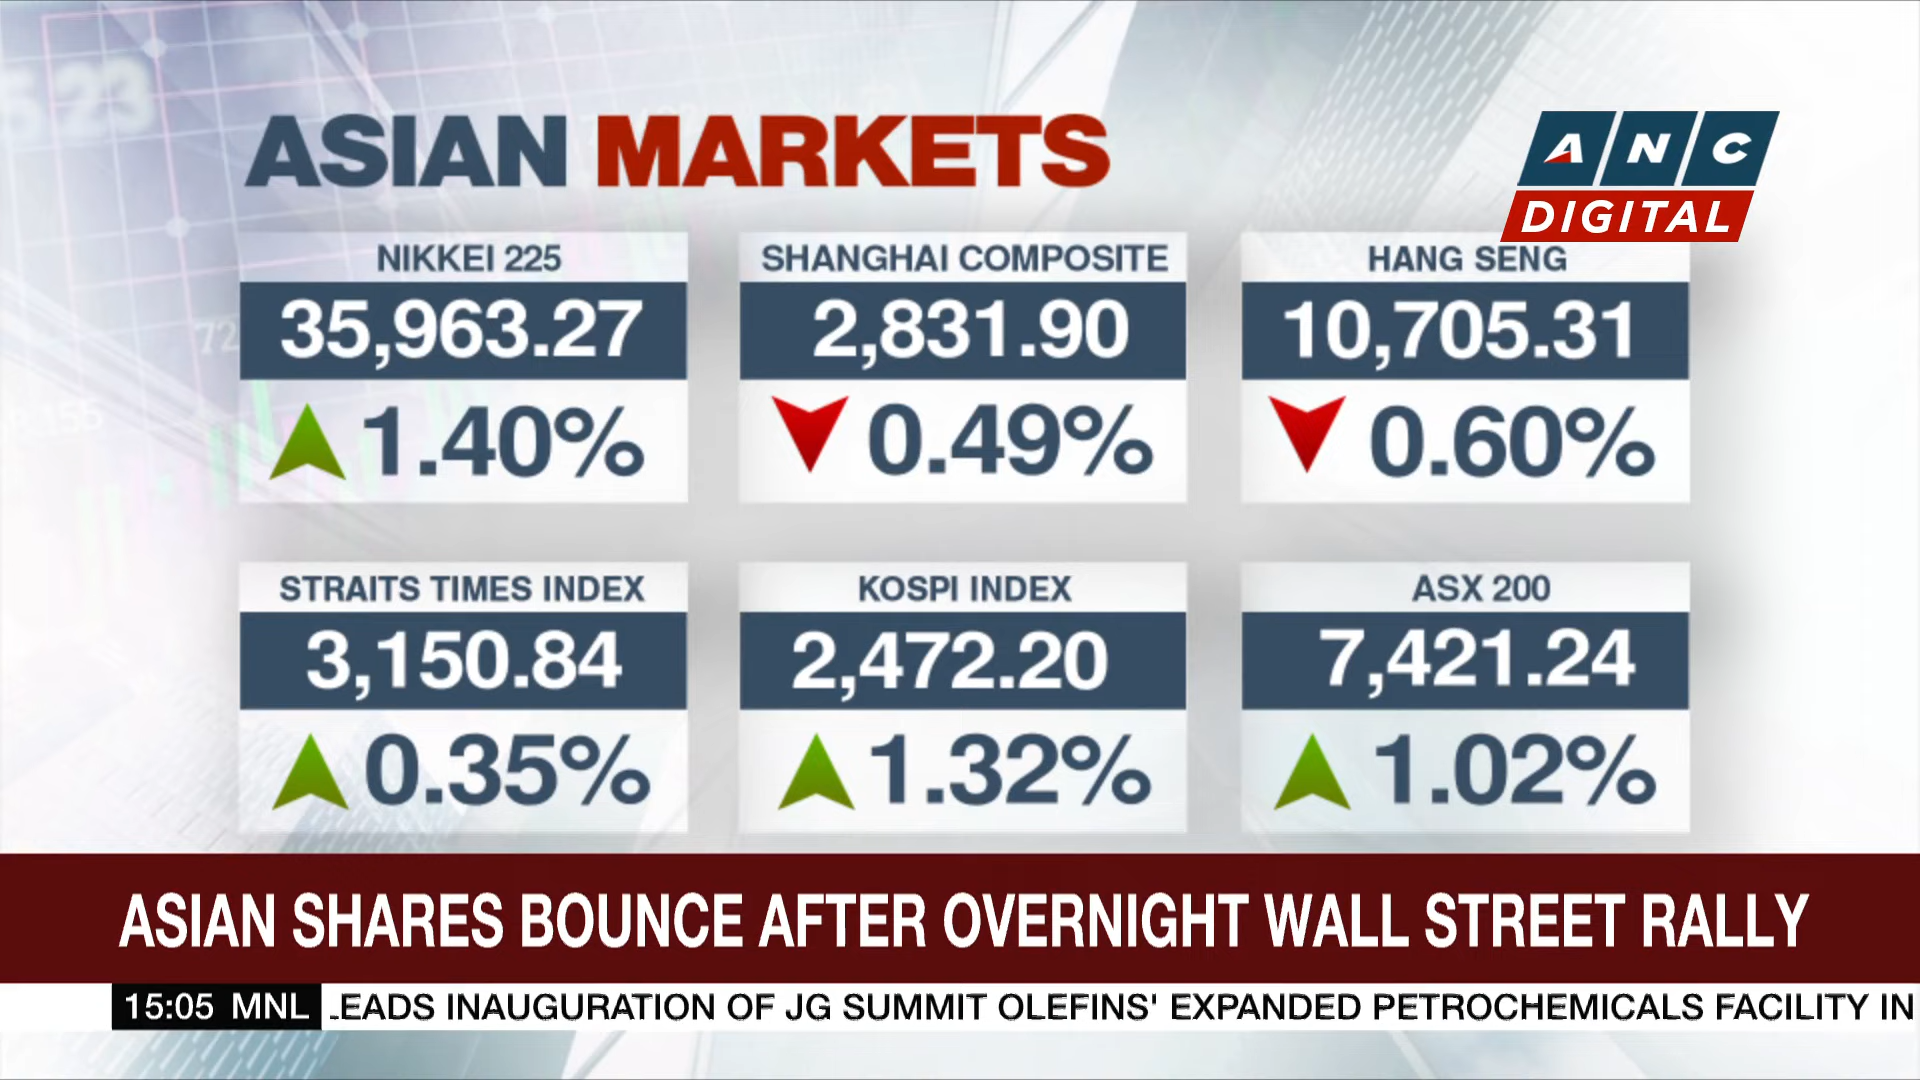 ASIAN MARKETS
ANC
DIGITAL
NIKKEI 225
35,963.27
1.40%
SHANGHAI COMPOSITE
2,831.90
0.49%
HANG SENG
10,705.31
0.60%
STRAITS TIMES INDEX
3,150.84
0.35%
KOSPI INDEX
2,472.20
1.32%
ASX 200
7,421.24
1.02%
ASIAN SHARES BOUNCE AFTER OVERNIGHT WALL STREET RALLY
15:05 MNL
EADS INAUGURATION OF JG SUMMIT OLEFINS' EXPANDED PETROCHEMICALS FACILITY IN